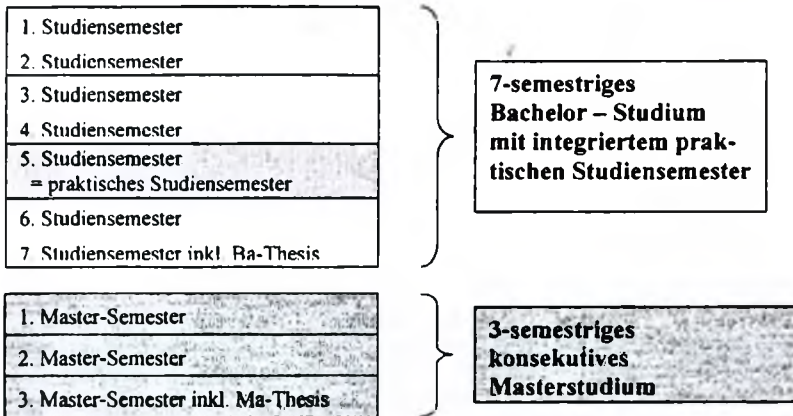 1. Studiensemester
2. Studiensemester
3. Studiensemester
4. Studiensemester
5. Studiensemester
= praktisches Studiensemester
6. Studiensemester
7. Studiensemester inkl. Ba-Thesis
7-semestriges
Bachelor – Studium
mit integriertem prak-
tischen Studiensemester
1. Master-Semester
2. Master-Semester
3. Master-Semester inkl. Ma-Thesis
3-semestriges
konsekutives
Masterstudium